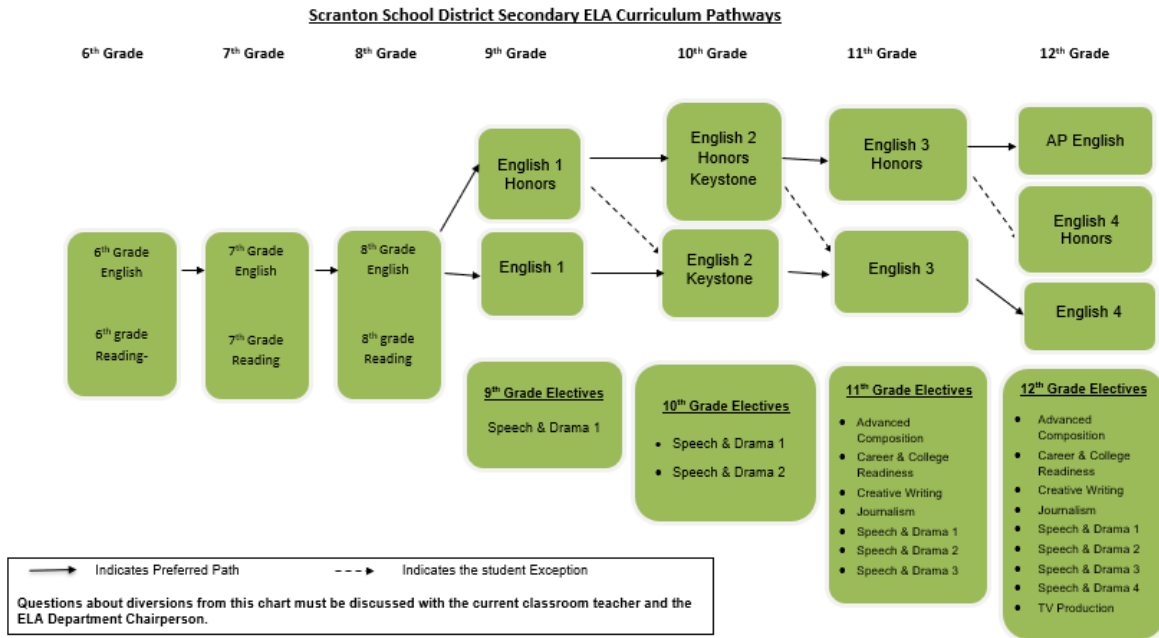 Scranton School District Secondary ELA Curriculum Pathways
6th Grade
7th Grade
8th Grade
9th Grade
10th Grade
11th Grade
12th Grade
6th Grade
English
6th grade
Reading-
7th Grade
English
7th Grade
Reading
8th Grade
English
8th grade
Reading
English 1
Honors
English 1
English 2
Honors
Keystone
English 2
Keystone
English 3
Honors
English 3
AP English
English 4
Honors
English 4
9th Grade Electives
Speech & Drama 1
10th Grade Electives
• Speech & Drama 1
• Speech & Drama 2
11th Grade Electives
• Advanced
Composition
• Career & College
Readiness
• Creative Writing
• Journalism
• Speech & Drama 1
• Speech & Drama 2
• Speech & Drama 3
12th Grade Electives
• Advanced
Composition
• Career & College
Readiness
• Creative Writing
• Journalism
• Speech & Drama 1
• Speech & Drama 2
• Speech & Drama 3
• Speech & Drama 4
• TV Production
Indicates Preferred Path
Indicates the student Exception
Questions about diversions from this chart must be discussed with the current classroom teacher and the
ELA Department Chairperson.